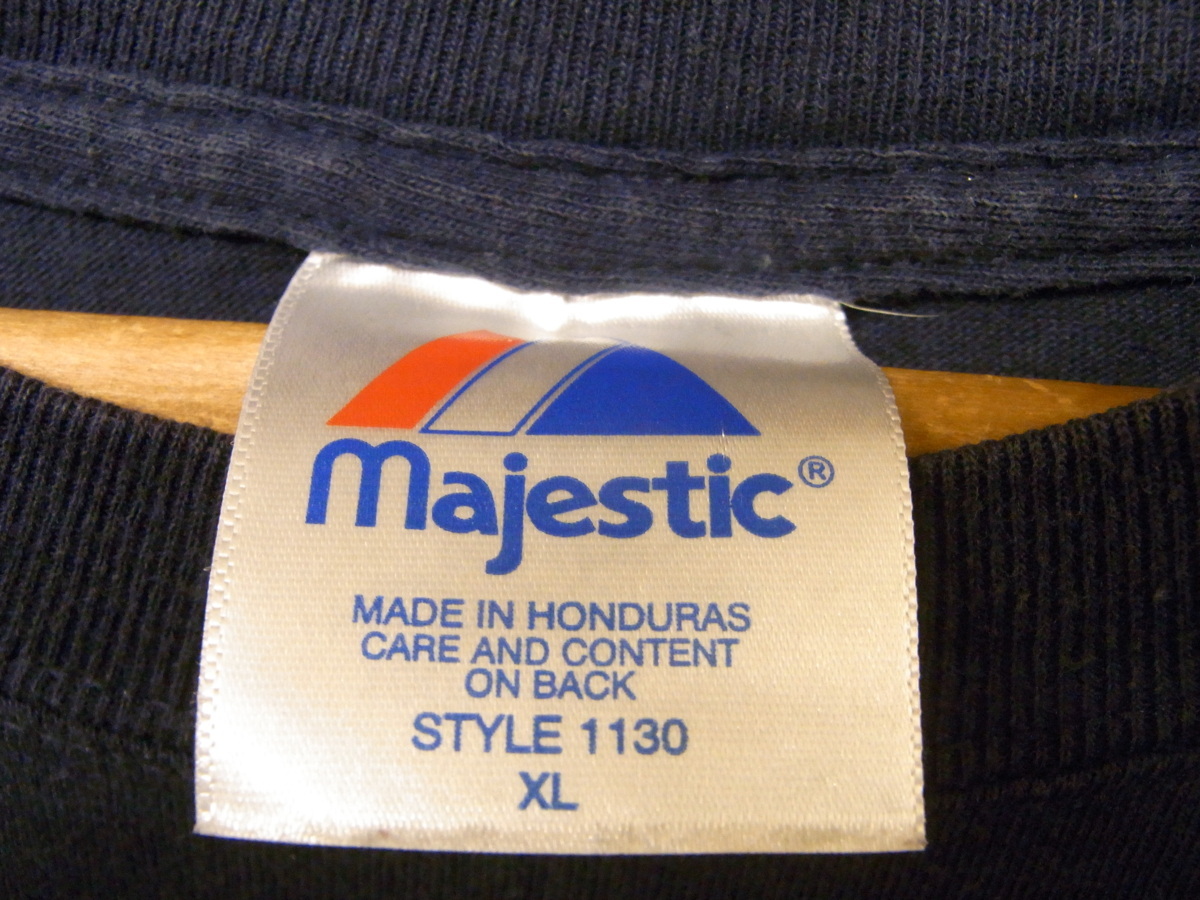 majestic®
MADE IN HONDURAS
CARE AND CONTENT
ON BACK
STYLE 1130
XL